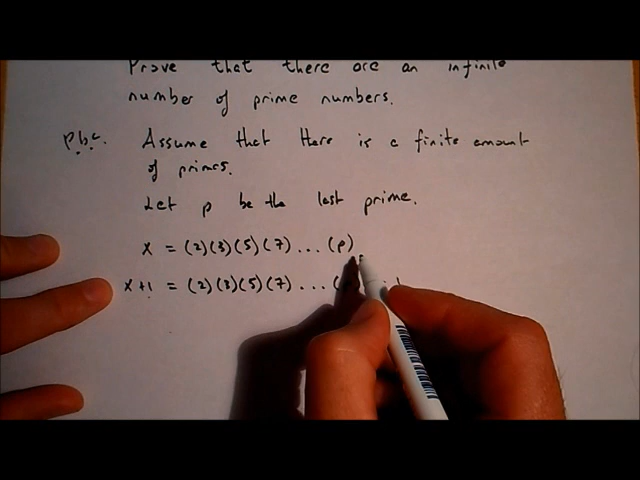 Prove that there are an infinite
number of prime numbers.
P.b.c. Assume that there is a finite amount
of primes.
Let p be the last prime.
x = (2)(3)(5)(7)...(p)
x+1 = (2)(3)(5)(7)...( 1